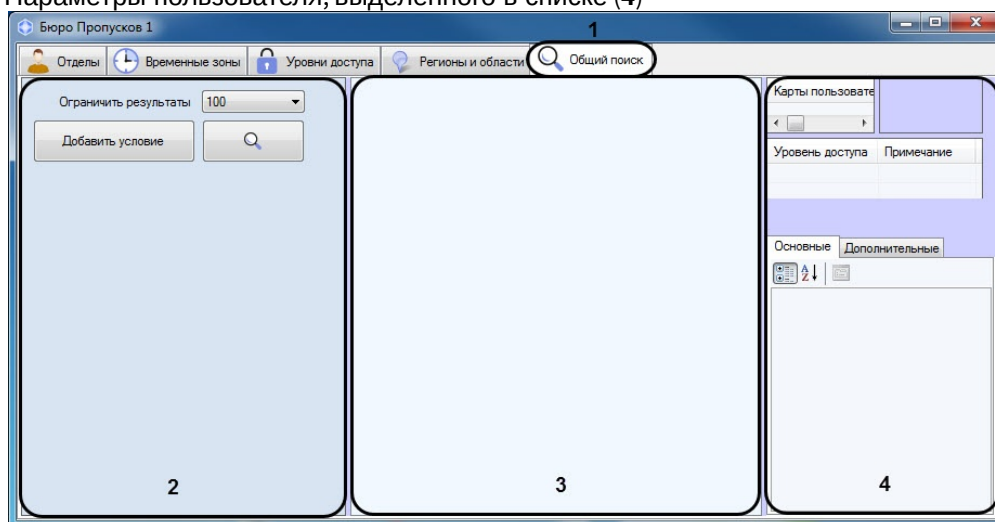 Параметры пользователя, выделенного в списке (4)
Бюро Пропусков 1
1
Отделы Временные зоны Уровни доступа Регионы и области Общий поиск
Ограничить результаты 100
Добавить условие
Карты пользовате
Уровень доступа Примечание
Основные Дополнительные
2
3
4